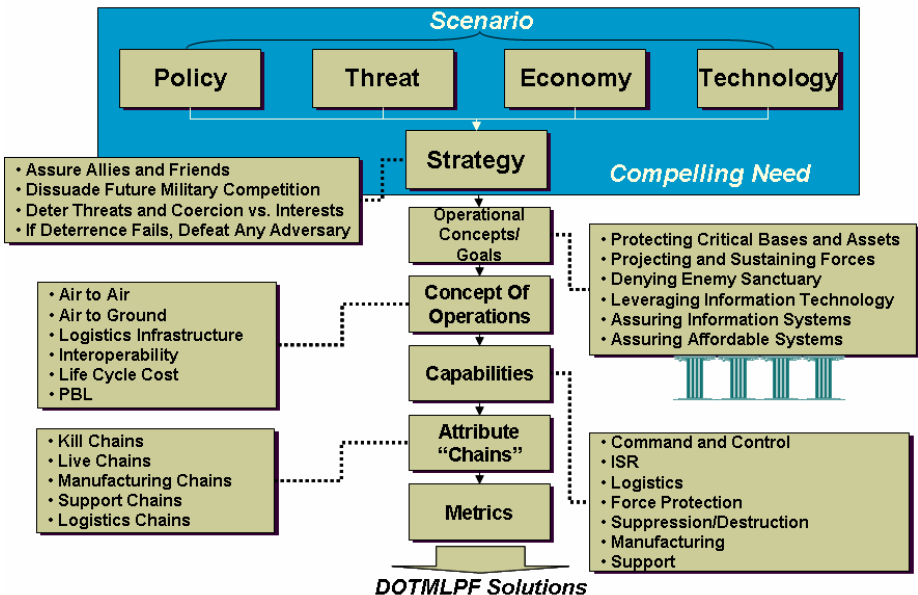 Scenario
Policy
Threat
Economy
Technology
Strategy
Compelling Need
• Assure Allies and Friends
• Dissuade Future Military Competition
• Deter Threats and Coercion vs. Interests
• If Deterrence Fails, Defeat Any Adversary
Operational
Concepts/
Goals
• Protecting Critical Bases and Assets
• Projecting and Sustaining Forces
• Denying Enemy Sanctuary
• Leveraging Information Technology
• Assuring Information Systems
• Assuring Affordable Systems
Concept Of
Operations
• Air to Air
• Air to Ground
• Logistics Infrastructure
• Interoperability
• Life Cycle Cost
• PBL
Capabilities
• Command and Control
• ISR
• Logistics
• Force Protection
• Suppression/Destruction
• Manufacturing
• Support
Attribute
“Chains”
• Kill Chains
• Live Chains
• Manufacturing Chains
• Support Chains
• Logistics Chains
Metrics
DOTMLPF Solutions